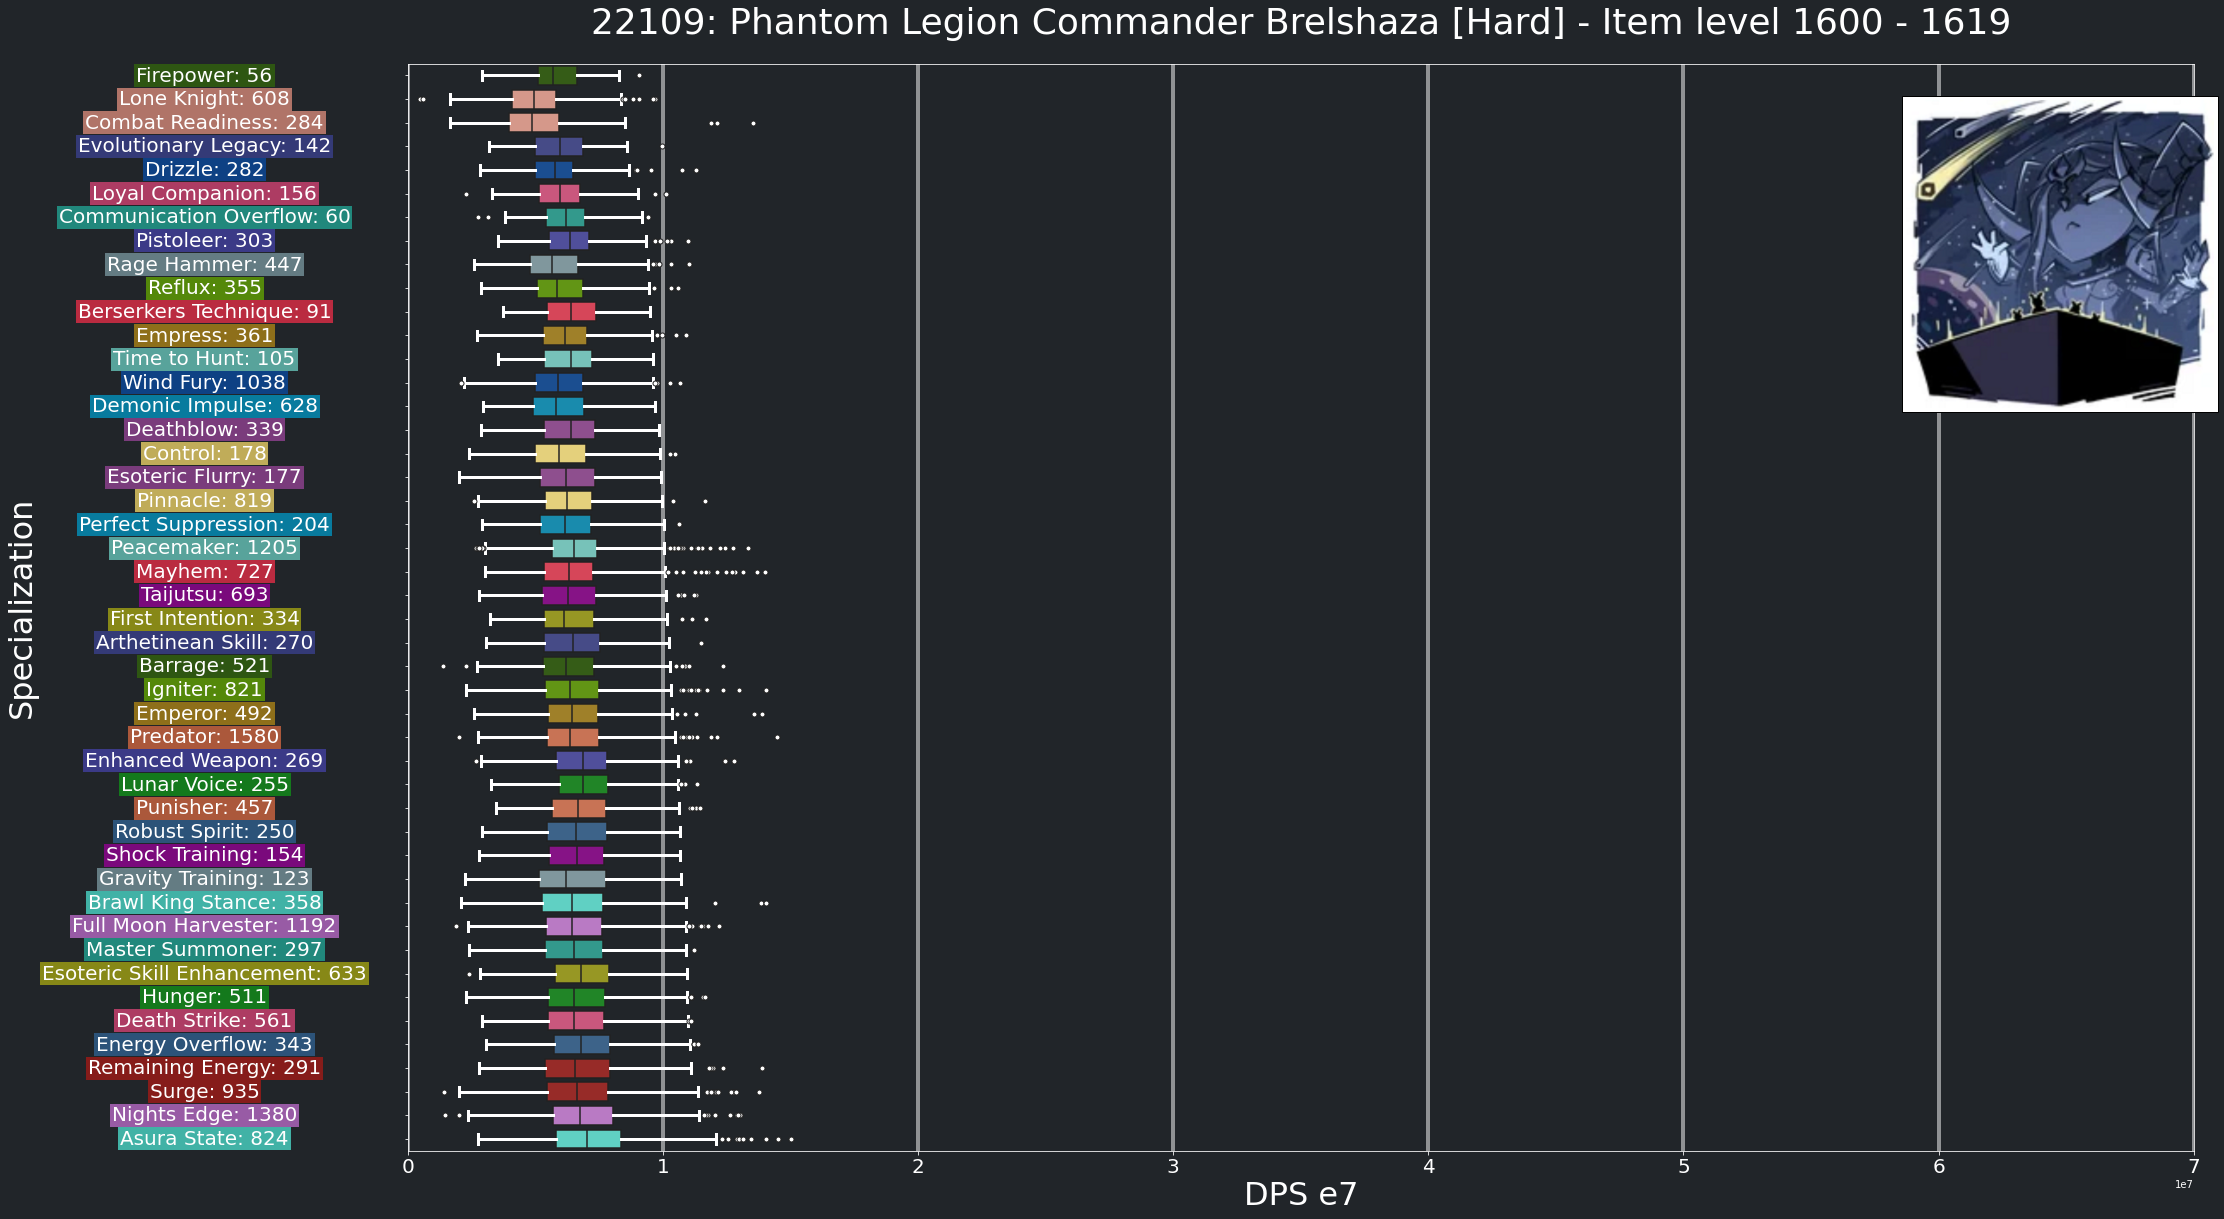 22109: Phantom Legion Commander Brelshaza [Hard] - Item level 1600 - 1619
Firepower: 56
Lone Knight: 608
Combat Readiness: 284
Evolutionary Legacy: 142
Drizzle: 282
Loyal Companion: 156
Communication Overflow: 60
Pistoleer: 303
Rage Hammer: 447
Reflux: 355
Berserkers Technique: 91
Empress: 361
Time to Hunt: 105
Wind Fury: 1038
Demonic Impulse: 628
Deathblow: 339
Control: 178
Esoteric Flurry: 177
Pinnacle: 819
Perfect Suppression: 204
Peacemaker: 1205
Mayhem: 727
Taijutsu: 693
First Intention: 334
Arthetinean Skill: 270
Barrage: 521
Igniter: 821
Emperor: 492
Predator: 1580
Enhanced Weapon: 269
Lunar Voice: 255
Punisher: 457
Robust Spirit: 250
Shock Training: 154
Gravity Training: 123
Brawl King Stance: 358
Full Moon Harvester: 1192
Master Summoner: 297
Esoteric Skill Enhancement: 633
Hunger: 511
Death Strike: 561
Energy Overflow: 343
Remaining Energy: 291
Surge: 935
Nights Edge: 1380
Asura State: 824
Specialization
0 1 2 3 4 5 6 7
1e7
DPS e7